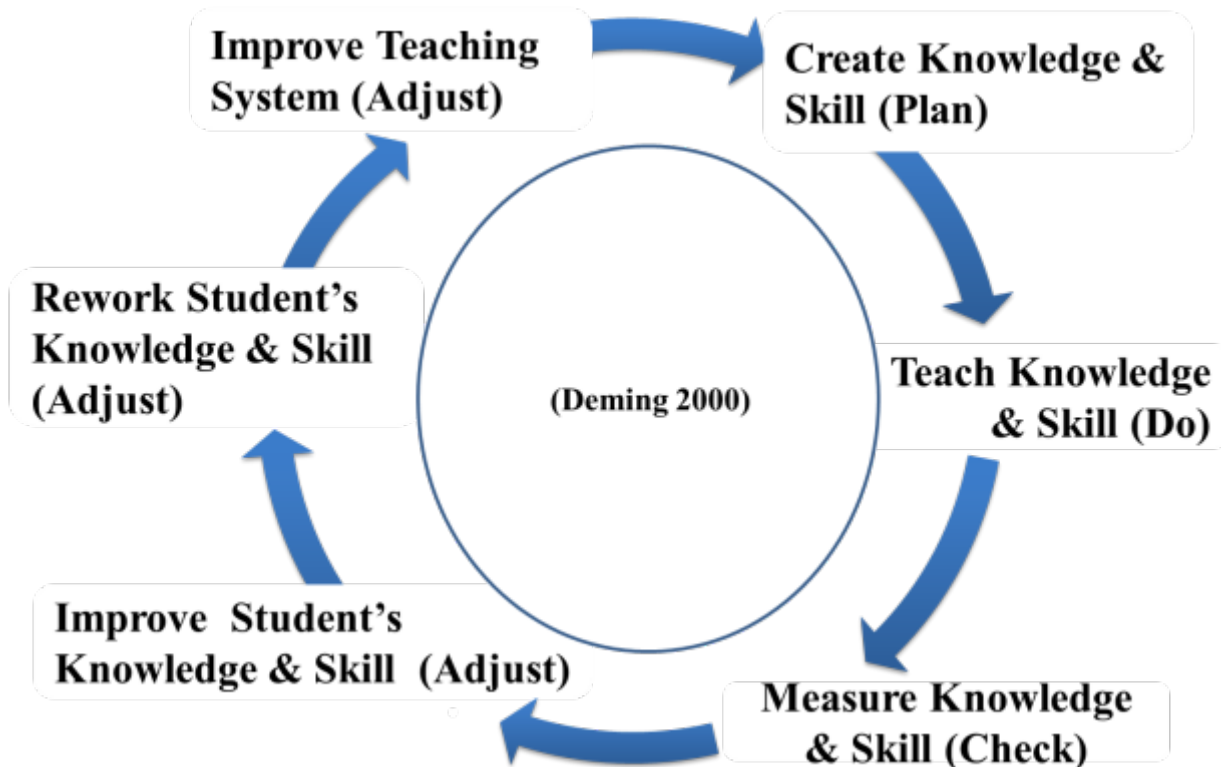 Improve Teaching
System (Adjust)
Create Knowledge &
Skill (Plan)
Teach Knowledge
& Skill (Do)
Measure Knowledge
& Skill (Check)
Improve Student’s
Knowledge & Skill (Adjust)
Rework Student’s
Knowledge & Skill
(Adjust)
(Deming 2000)